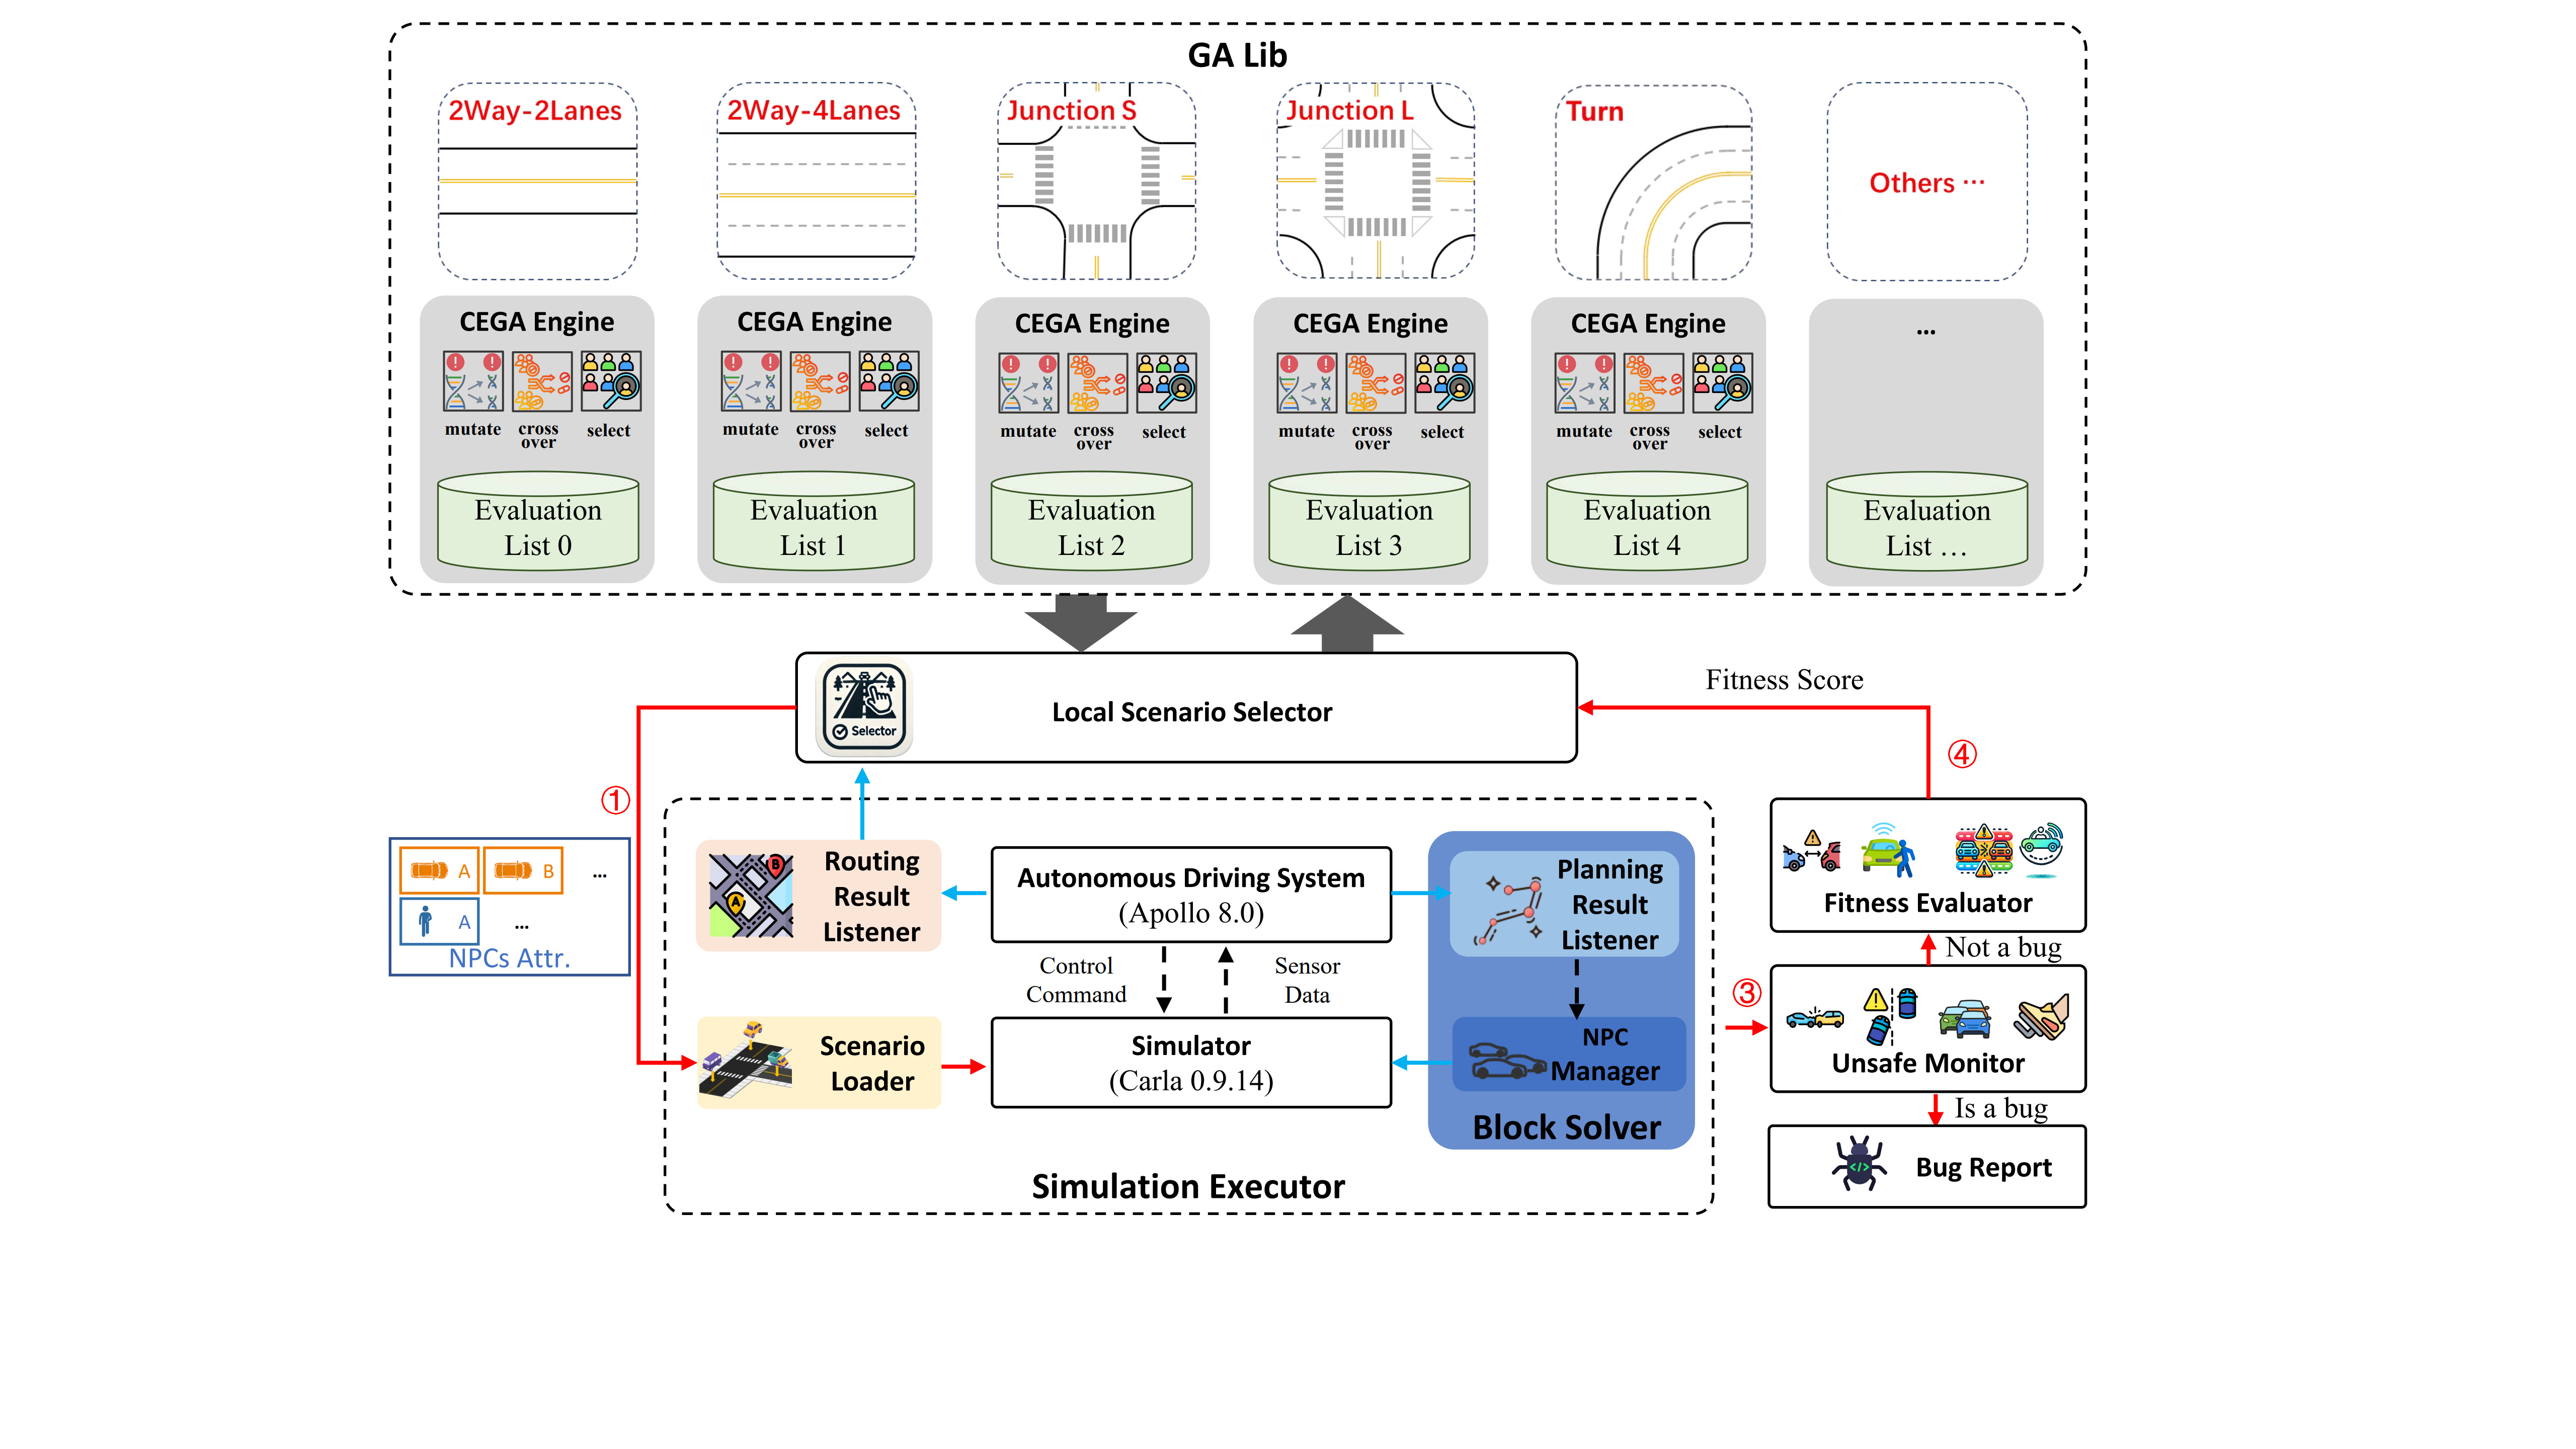 GA Lib
2Way-2Lanes
2Way-4Lanes
Junction S
Junction L
Turn
Others ···
CEGA Engine
CEGA Engine
CEGA Engine
CEGA Engine
CEGA Engine
...
mutate
cross
over
select
mutate
cross
over
select
mutate
cross
over
select
mutate
cross
over
select
mutate
cross
over
select
Evaluation
List 0
Evaluation
List 1
Evaluation
List 2
Evaluation
List 3
Evaluation
List 4
Evaluation
List …
Selector
Local Scenario Selector
Fitness Score
①
④
A
B
...
A
...
NPCs Attr.
B
A
Routing
Result
Listener
Autonomous Driving System
(Apollo 8.0)
Planning
Result
Listener
Control
Command
Sensor
Data
Scenario
Loader
Simulator
(Carla 0.9.14)
NPC
Manager
Block Solver
Simulation Executor
③
Fitness Evaluator
Not a bug
Unsafe Monitor
Is a bug
</>
Bug Report